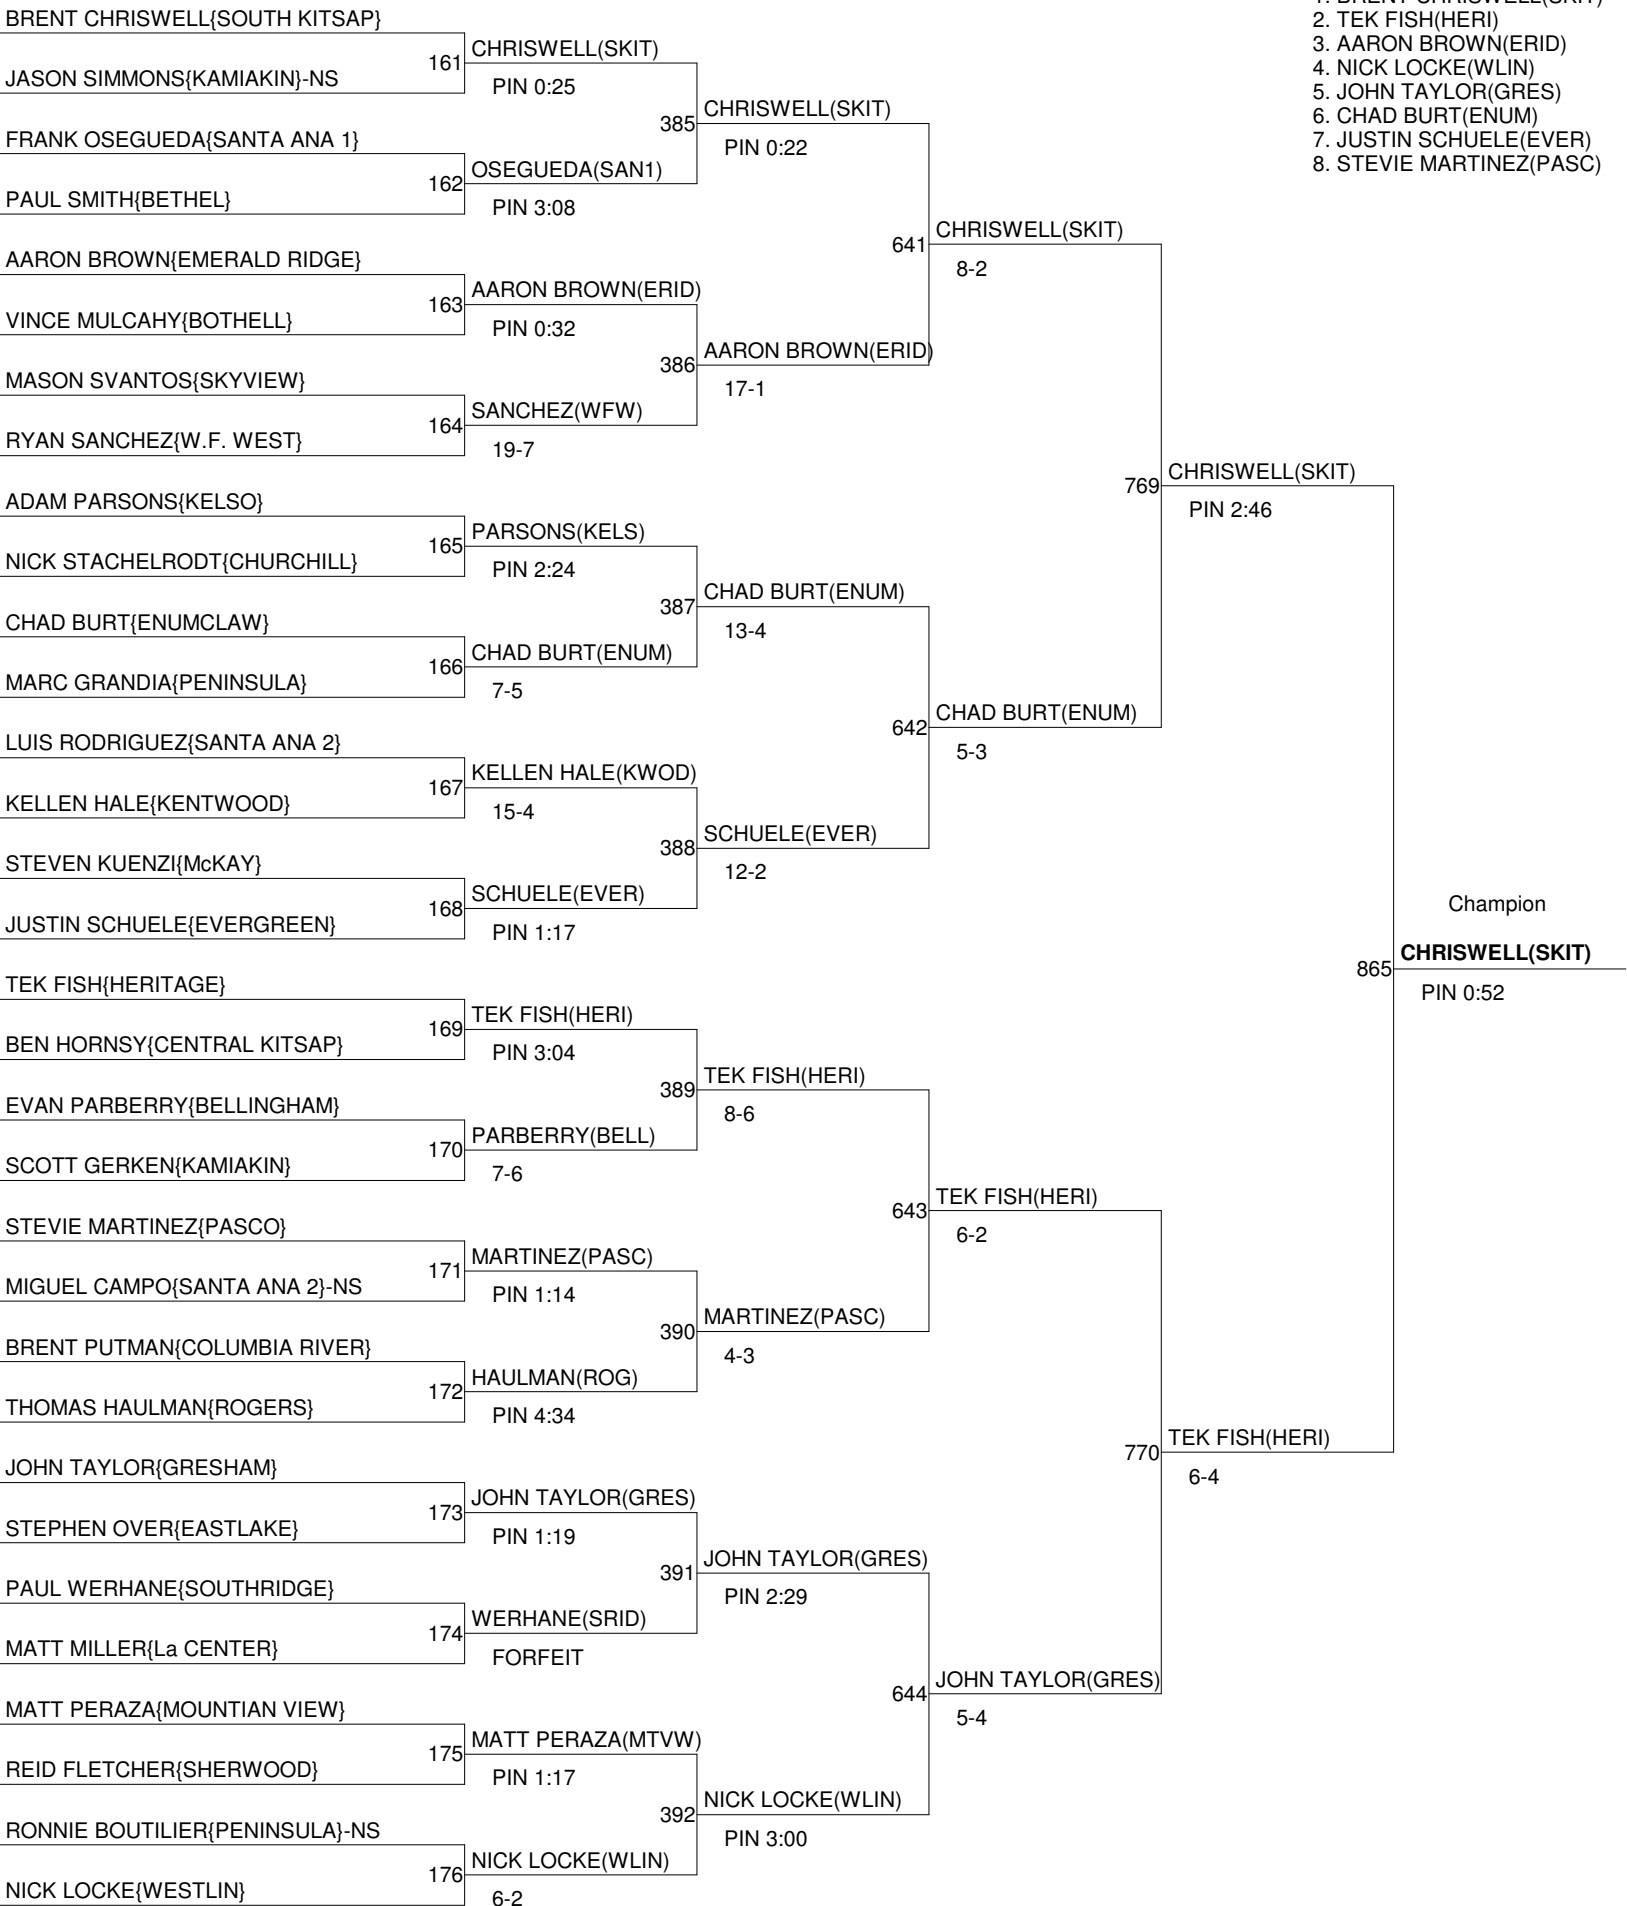 1. BRENT CHRISWELL(SKIT)
2. TEK FISH(HERI)
3. AARON BROWN(ERID)
4. NICK LOCKE(WLIN)
5. JOHN TAYLOR(GRES)
6. CHAD BURT(ENUM)
7. JUSTIN SCHUELE(EVER)
8. STEVIE MARTINEZ(PASC)
BRENT CHRISWELL{SOUTH KITSAP}
161 CHRISWELL(SKIT)
JASON SIMMONS{KAMIAKIN}-NS
PIN 0:25
385 CHRISWELL(SKIT)
FRANK OSEGUEDA{SANTA ANA 1}
PIN 0:22
162 OSEGUEDA(SAN1)
PAUL SMITH{BETHEL}
PIN 3:08
641 CHRISWELL(SKIT)
AARON BROWN{EMERALD RIDGE}
8-2
163 AARON BROWN(ERID)
VINCE MULCAHY{BOTHELL}
PIN 0:32
386 AARON BROWN(ERID)
MASON SVANTOS{SKYVIEW}
17-1
164 SANCHEZ(WFW)
RYAN SANCHEZ{W.F. WEST}
19-7
769 CHRISWELL(SKIT)
ADAM PARSONS{KELSO}
PIN 2:46
165 PARSONS(KELS)
NICK STACHELRODT{CHURCHILL}
PIN 2:24
387 CHAD BURT(ENUM)
CHAD BURT{ENUMCLAW}
13-4
166 CHAD BURT(ENUM)
MARC GRANDIA{PENINSULA}
7-5
642 CHAD BURT(ENUM)
LUIS RODRIGUEZ{SANTA ANA 2}
5-3
167 KELLEN HALE(KWOD)
KELLEN HALE{KENTWOOD}
15-4
388 SCHUELE(EVER)
STEVEN KUENZI{McKAY}
12-2
168 SCHUELE(EVER)
JUSTIN SCHUELE{EVERGREEN}
PIN 1:17
Champion
865 CHRISWELL(SKIT)
PIN 0:52
TEK FISH{HERITAGE}
169 TEK FISH(HERI)
BEN HORNSY{CENTRAL KITSAP}
PIN 3:04
389 TEK FISH(HERI)
EVAN PARBERRY{BELLINGHAM}
8-6
170 PARBERRY(BELL)
SCOTT GERKEN{KAMIAKIN}
7-6
643 TEK FISH(HERI)
STEVIE MARTINEZ{PASCO}
6-2
171 MARTINEZ(PASC)
MIGUEL CAMPO{SANTA ANA 2}-NS
PIN 1:14
390 MARTINEZ(PASC)
BRENT PUTMAN{COLUMBIA RIVER}
4-3
172 HAULMAN(ROG)
THOMAS HAULMAN{ROGERS}
PIN 4:34
770 TEK FISH(HERI)
JOHN TAYLOR{GRESHAM}
6-4
173 JOHN TAYLOR(GRES)
STEPHEN OVER{EASTLAKE}
PIN 1:19
391 JOHN TAYLOR(GRES)
PAUL WERHANE{SOUTHRIDGE}
PIN 2:29
174 WERHANE(SRID)
MATT MILLER{La CENTER}
FORFEIT
644 JOHN TAYLOR(GRES)
MATT PERAZA{MOUNTIAN VIEW}
5-4
175 MATT PERAZA(MTVW)
REID FLETCHER{SHERWOOD}
PIN 1:17
392 NICK LOCKE(WLIN)
RONNIE BOUTILIER{PENINSULA}-NS
PIN 3:00
176 NICK LOCKE(WLIN)
NICK LOCKE{WESTLIN}
6-2